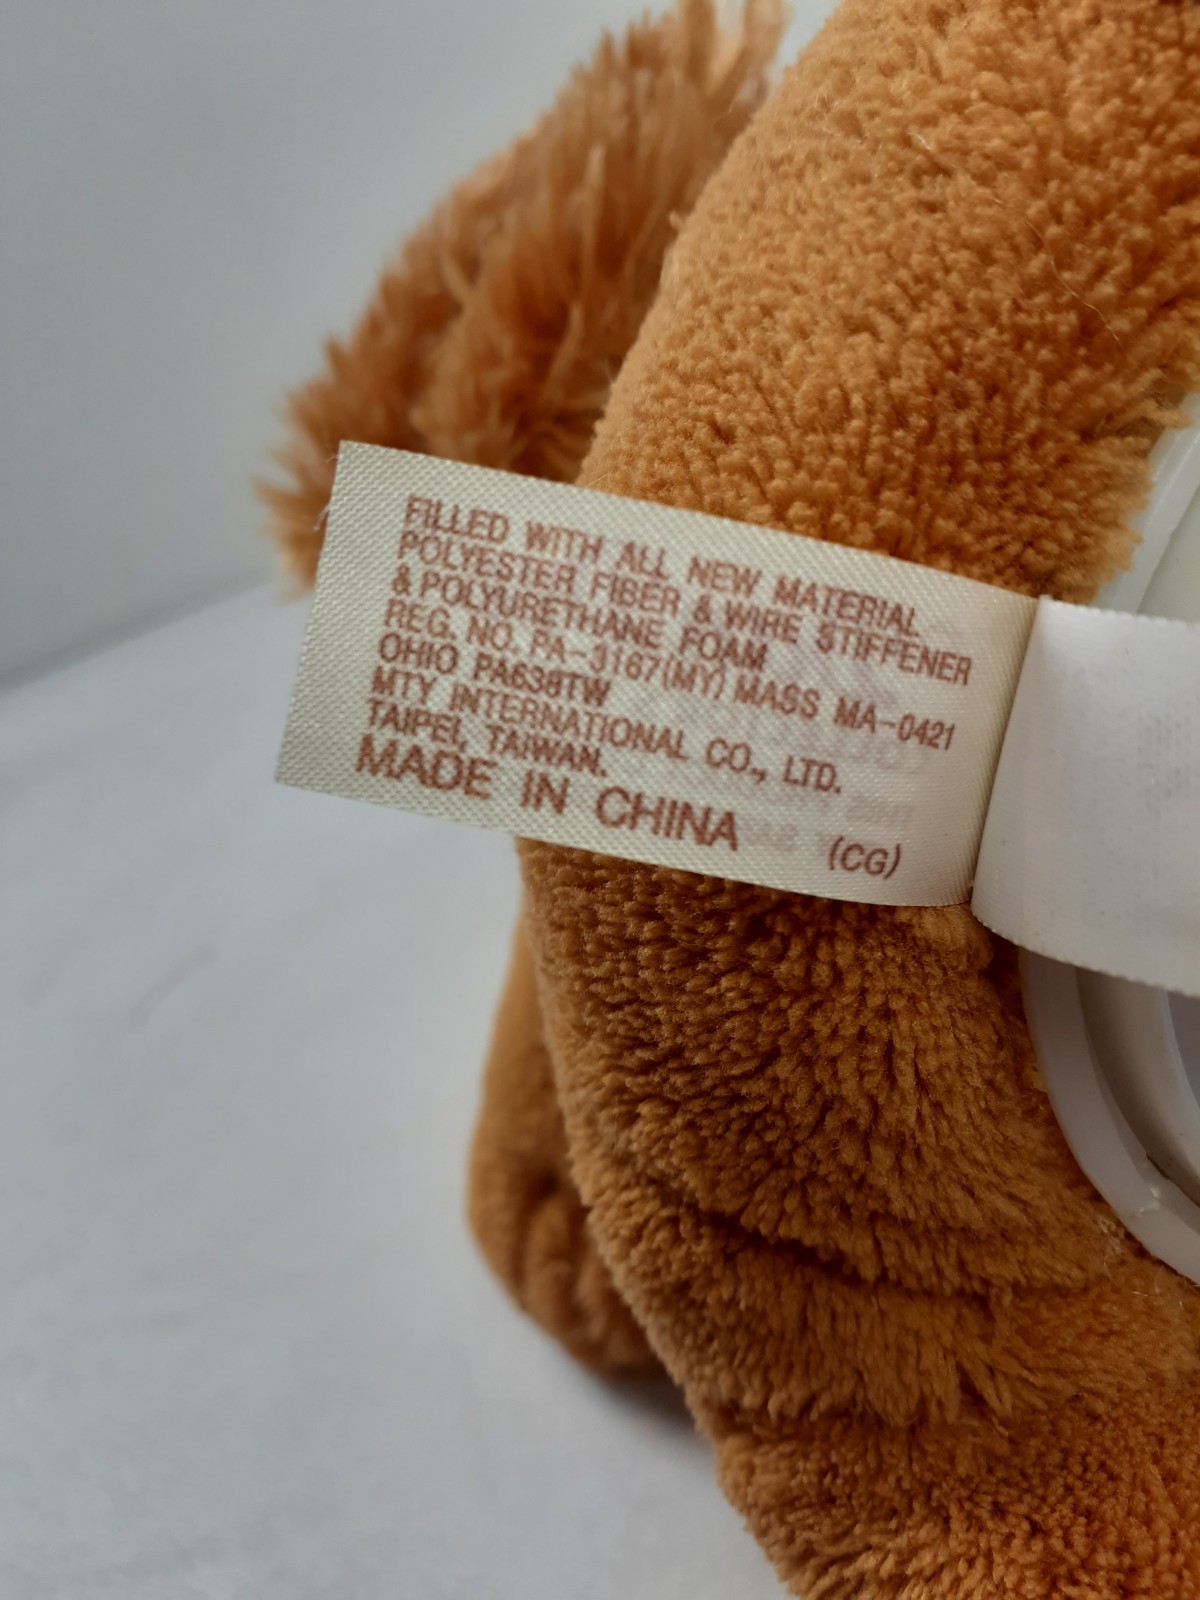 FILLED WITH ALL NEW MATERIAL
POLYESTER FIBER & WIRE STIFFENER
& POLYURETHANE FOAM
REG. NO. PA-3167(MY) MASS MA-0421
OHIO PA638TW
MTY INTERNATIONAL CO., LTD.
TAIPEI, TAIWAN.
MADE IN CHINA (CG)